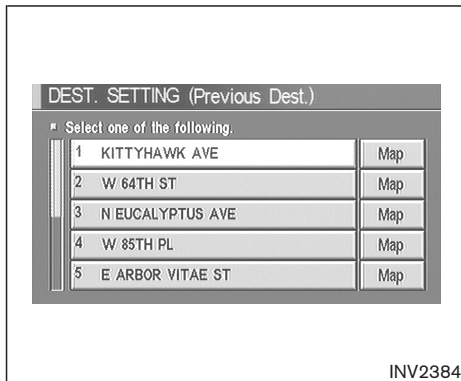 DEST. SETTING (Previous Dest.)
Select one of the following.
1 KITTYHAWK AVE Map
2 W 64TH ST Map
3 N EUCALYPTUS AVE Map
4 W 85TH PL Map
5 E ARBOR VITAE ST Map
INV2384